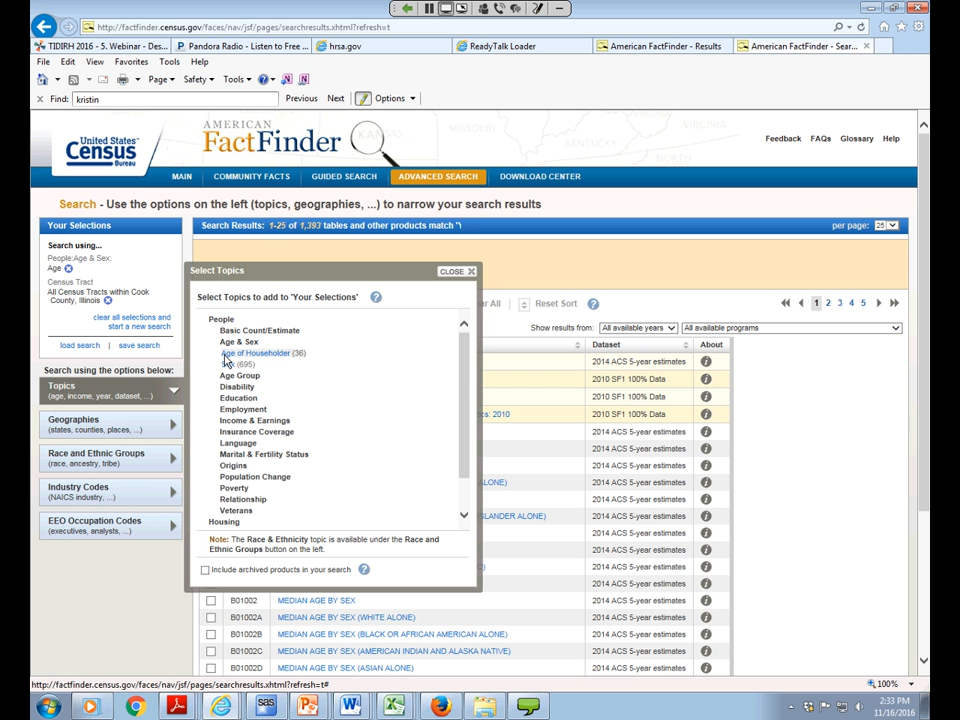 http://factfinder.census.gov/faces/nav/jsf/pages/searchresults.xhtml?refresh=t
TIDIRH 2016 - 5. Webinar - Des...
Pandora Radio - Listen to Free ...
hrsa.gov
ReadyTalk Loader
American FactFinder - Results
American FactFinder - Sear...
File Edit View Favorites Tools Help
Page Safety Tools
Find: kristin Previous Next Options
United States Census Bureau
AMERICAN FactFinder
KANSAS MISSOURI VIRGINIA
Feedback FAQs Glossary Help
MAIN COMMUNITY FACTS GUIDED SEARCH ADVANCED SEARCH DOWNLOAD CENTER
Search - Use the options on the left (topics, geographies, ...) to narrow your search results
Your Selections
Search using...
People:Age & Sex:
Age
Census Tract
All Census Tracts within Cook
County, Illinois
clear all selections and
start a new search
load search save search
Search using the options below:
Topics
(age, income, year, dataset, ...)
Geographies
(states, counties, places, ...)
Race and Ethnic Groups
(race, ancestry, tribe)
Industry Codes
(NAICS industry, ...)
EEO Occupation Codes
(executives, analysts, ...)
Search Results: 1-25 of 1,393 tables and other products match "
per page: 25
Select Topics CLOSE X
Select Topics to add to 'Your Selections' ?
People
Basic Count/Estimate
Age & Sex
Age of Householder (36)
(695)
Age Group
Disability
Education
Employment
Income & Earnings
Insurance Coverage
Language
Marital & Fertility Status
Origins
Population Change
Poverty
Relationship
Veterans
Housing
Note: The Race & Ethnicity topic is available under the Race and
Ethnic Groups button on the left.
Include archived products in your search ?
All Reset Sort ? 1 2 3 4 5
Show results from: All available years All available programs
Dataset About
2014 ACS 5-year estimates
2010 SF1 100% Data
2010 SF1 100% Data
tics: 2010 2010 SF1 100% Data
2014 ACS 5-year estimates
2014 ACS 5-year estimates
2014 ACS 5-year estimates
ALONE) 2014 ACS 5-year estimates
2014 ACS 5-year estimates
ISLANDER ALONE) 2014 ACS 5-year estimates
2014 ACS 5-year estimates
2014 ACS 5-year estimates
2014 ACS 5-year estimates
2014 ACS 5-year estimates
B01002 MEDIAN AGE BY SEX 2014 ACS 5-year estimates
B01002A MEDIAN AGE BY SEX (WHITE ALONE) 2014 ACS 5-year estimates
B01002B MEDIAN AGE BY SEX (BLACK OR AFRICAN AMERICAN ALONE) 2014 ACS 5-year estimates
B01002C MEDIAN AGE BY SEX (AMERICAN INDIAN AND ALASKA NATIVE) 2014 ACS 5-year estimates
B01002D MEDIAN AGE BY SEX (ASIAN ALONE) 2014 ACS 5-year estimates
http://factfinder.census.gov/faces/nav/jsf/pages/searchresults.xhtml?refresh=t#
100%
2:33 PM
11/16/2016